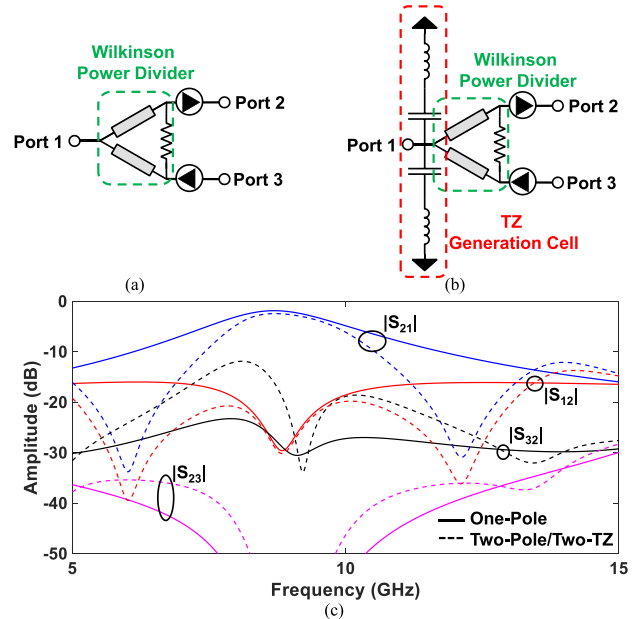 Wilkinson
Power Divider
Port 1
Port 2
Port 3
(a)
Wilkinson
Power Divider
Port 1
Port 2
Port 3
TZ
Generation Cell
(b)
0
-10
-20
-30
-40
-50
Amplitude (dB)
|S21|
|S12|
|S32|
|S23|
One-Pole
Two-Pole/Two-TZ
5
10
15
Frequency (GHz)
(c)